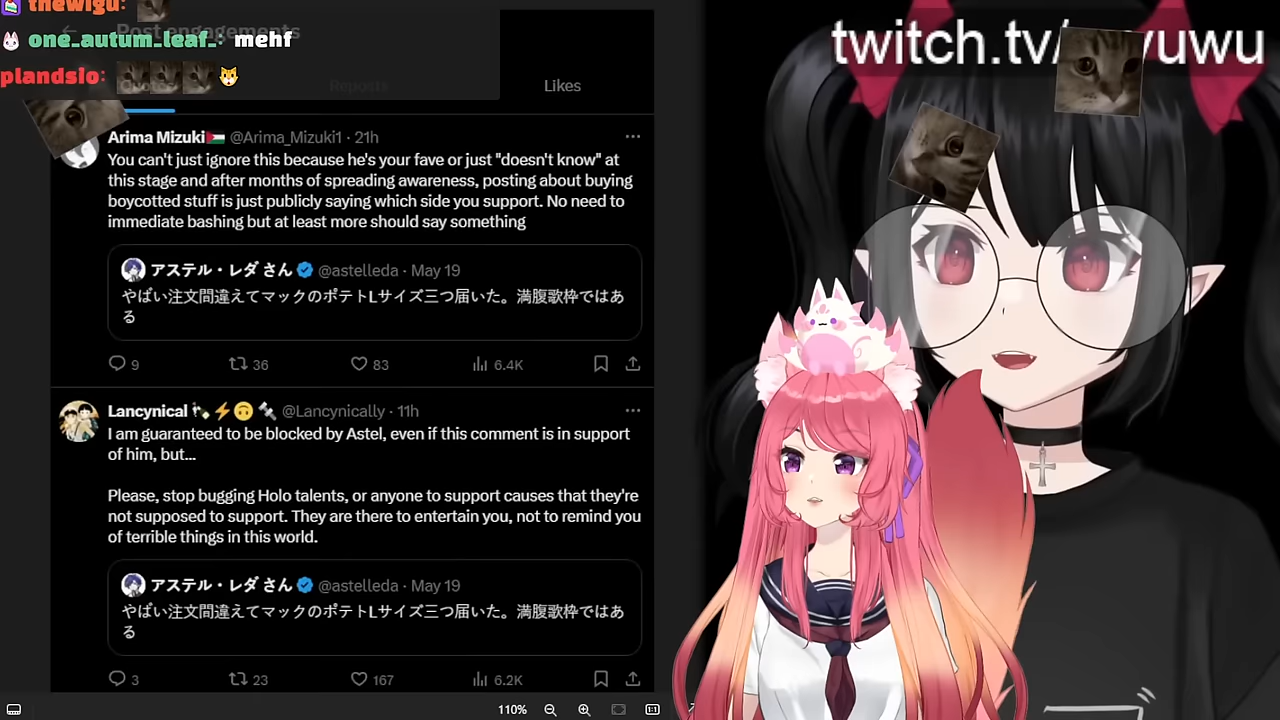 thewigu:
Post engagements
one_autum_leaf_: mehf
plandslo:
Quotes
Reposts
Likes
twitch.tv/ yuwu
Arima Mizuki @Arima_Mizuki1 · 21h
You can't just ignore this because he's your fave or just "doesn't know" at
this stage and after months of spreading awareness, posting about buying
boycotted stuff is just publicly saying which side you support. No need to
immediate bashing but at least more should say something
アステル・レダ さん @astelleda · May 19
やばい注文間違えてマックのポテトLサイズ三つ届いた。満腹歌枠ではあ
る
9 36 83 6.4K
Lancynical @Lancynically · 11h
I am guaranteed to be blocked by Astel, even if this comment is in support
of him, but...
Please, stop bugging Holo talents, or anyone to support causes that they're
not supposed to support. They are there to entertain you, not to remind you
of terrible things in this world.
アステル・レダ さん @astelleda · May 19
やばい注文間違えてマックのポテトLサイズ三つ届いた。満腹歌枠ではあ
る
3 23 167 6.2K
110%